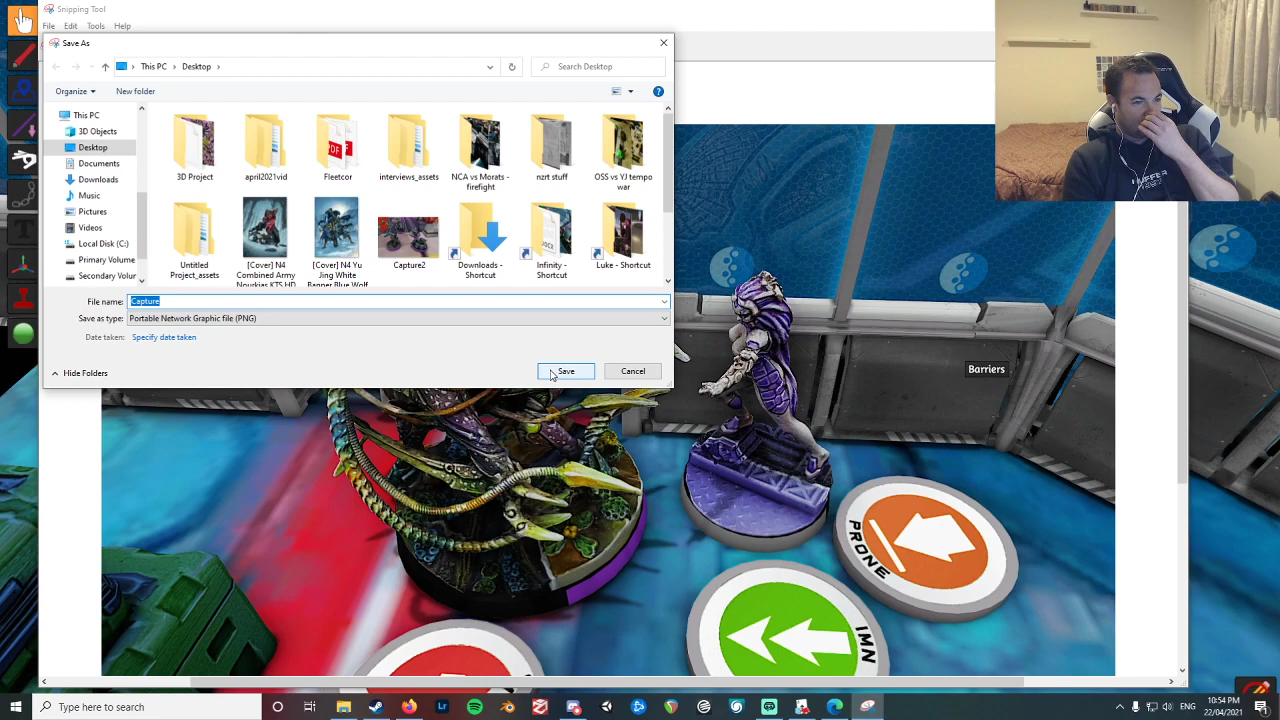 Snipping Tool
File Edit Tools Help
Save As
This PC > Desktop >
Search Desktop
Organize New folder
This PC
3D Objects
Desktop
Documents
Downloads
Music
Pictures
Videos
Local Disk (C:)
Primary Volume
Secondary Volur
3D Project
april2021vid
Fleetcor
interviews_assets
NCA vs Morats - firefight
nzrt stuff
OSS vs YJ tempo war
PDF
Untitled Project_assets
[Cover] N4 Combined Army Nourkias KTS HD
[Cover] N4 Yu Jing White Banner Blue Wolf
Capture2
Downloads - Shortcut
Infinity - Shortcut
Luke - Shortcut
File name: Capture
Save as type: Portable Network Graphic file (PNG)
Date taken: Specify date taken
Hide Folders
Save
Cancel
Barriers
PRONE
IMN
Type here to search
ENG
10:54 PM
22/04/2021